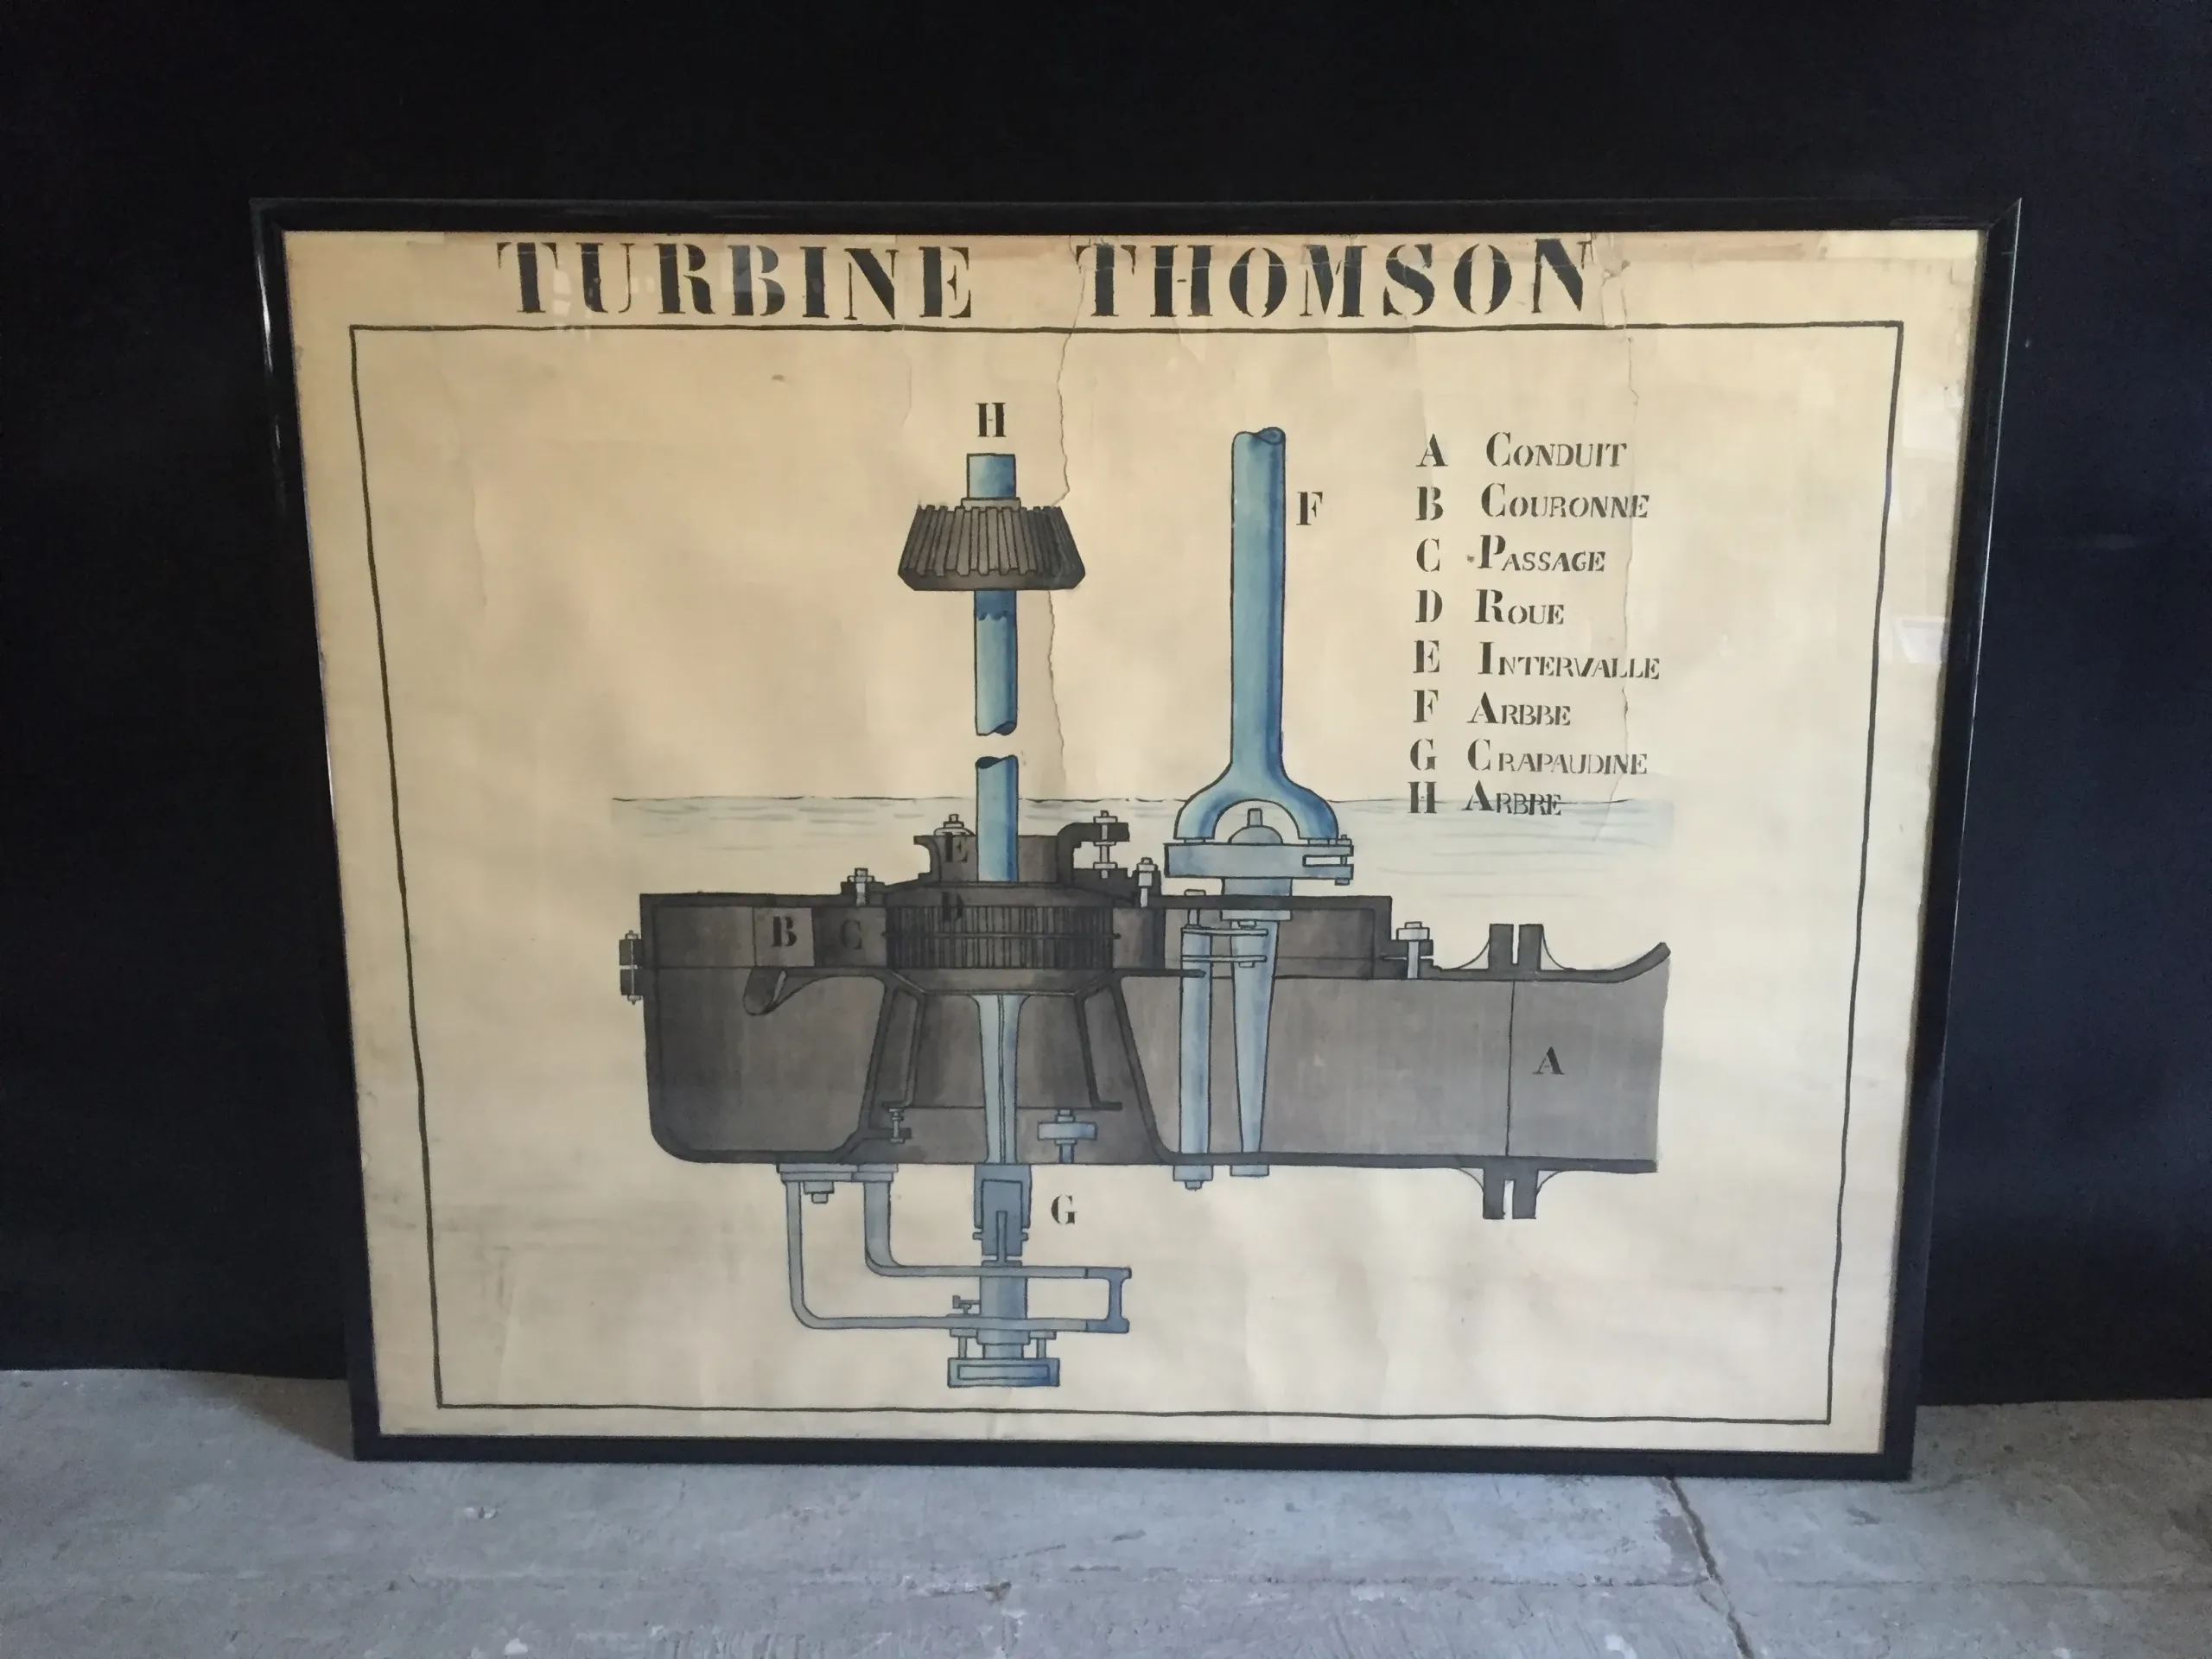 TURBINE THOMSON
H
F
A CONDUIT
B COURONNE
C PASSAGE
D ROUE
E INTERVALLE
F ARBBE
G CRAPAUDINE
H ARBRE
E
D
B C
A
G